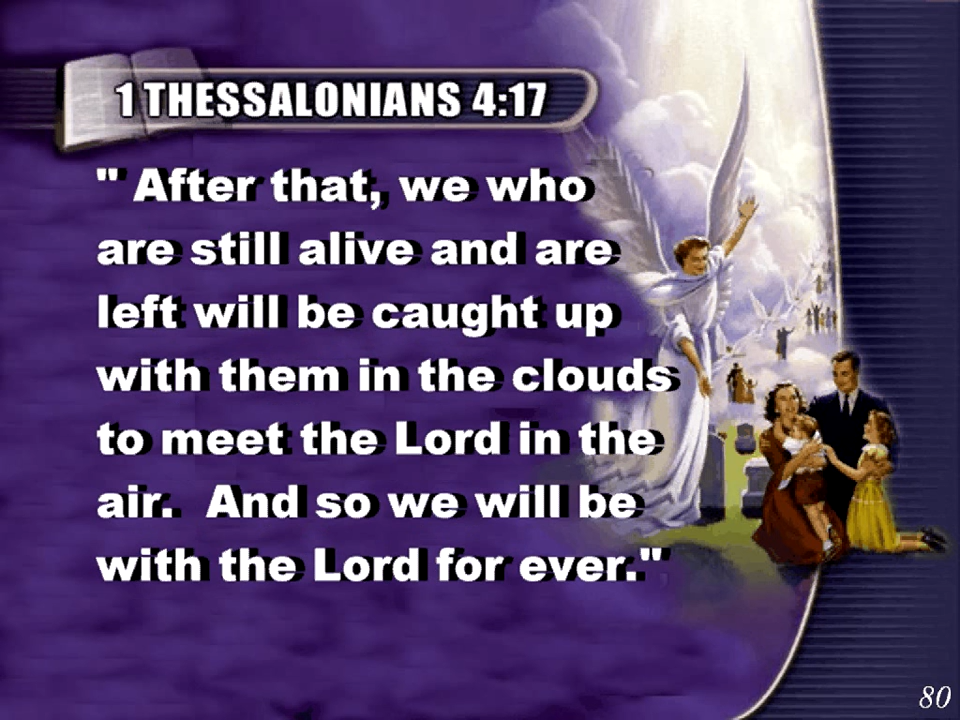 1 THESSALONIANS 4:17
" After that, we who
are still alive and are
left will be caught up
with them in the clouds
to meet the Lord in the
air.  And so we will be
with the Lord for ever."
80